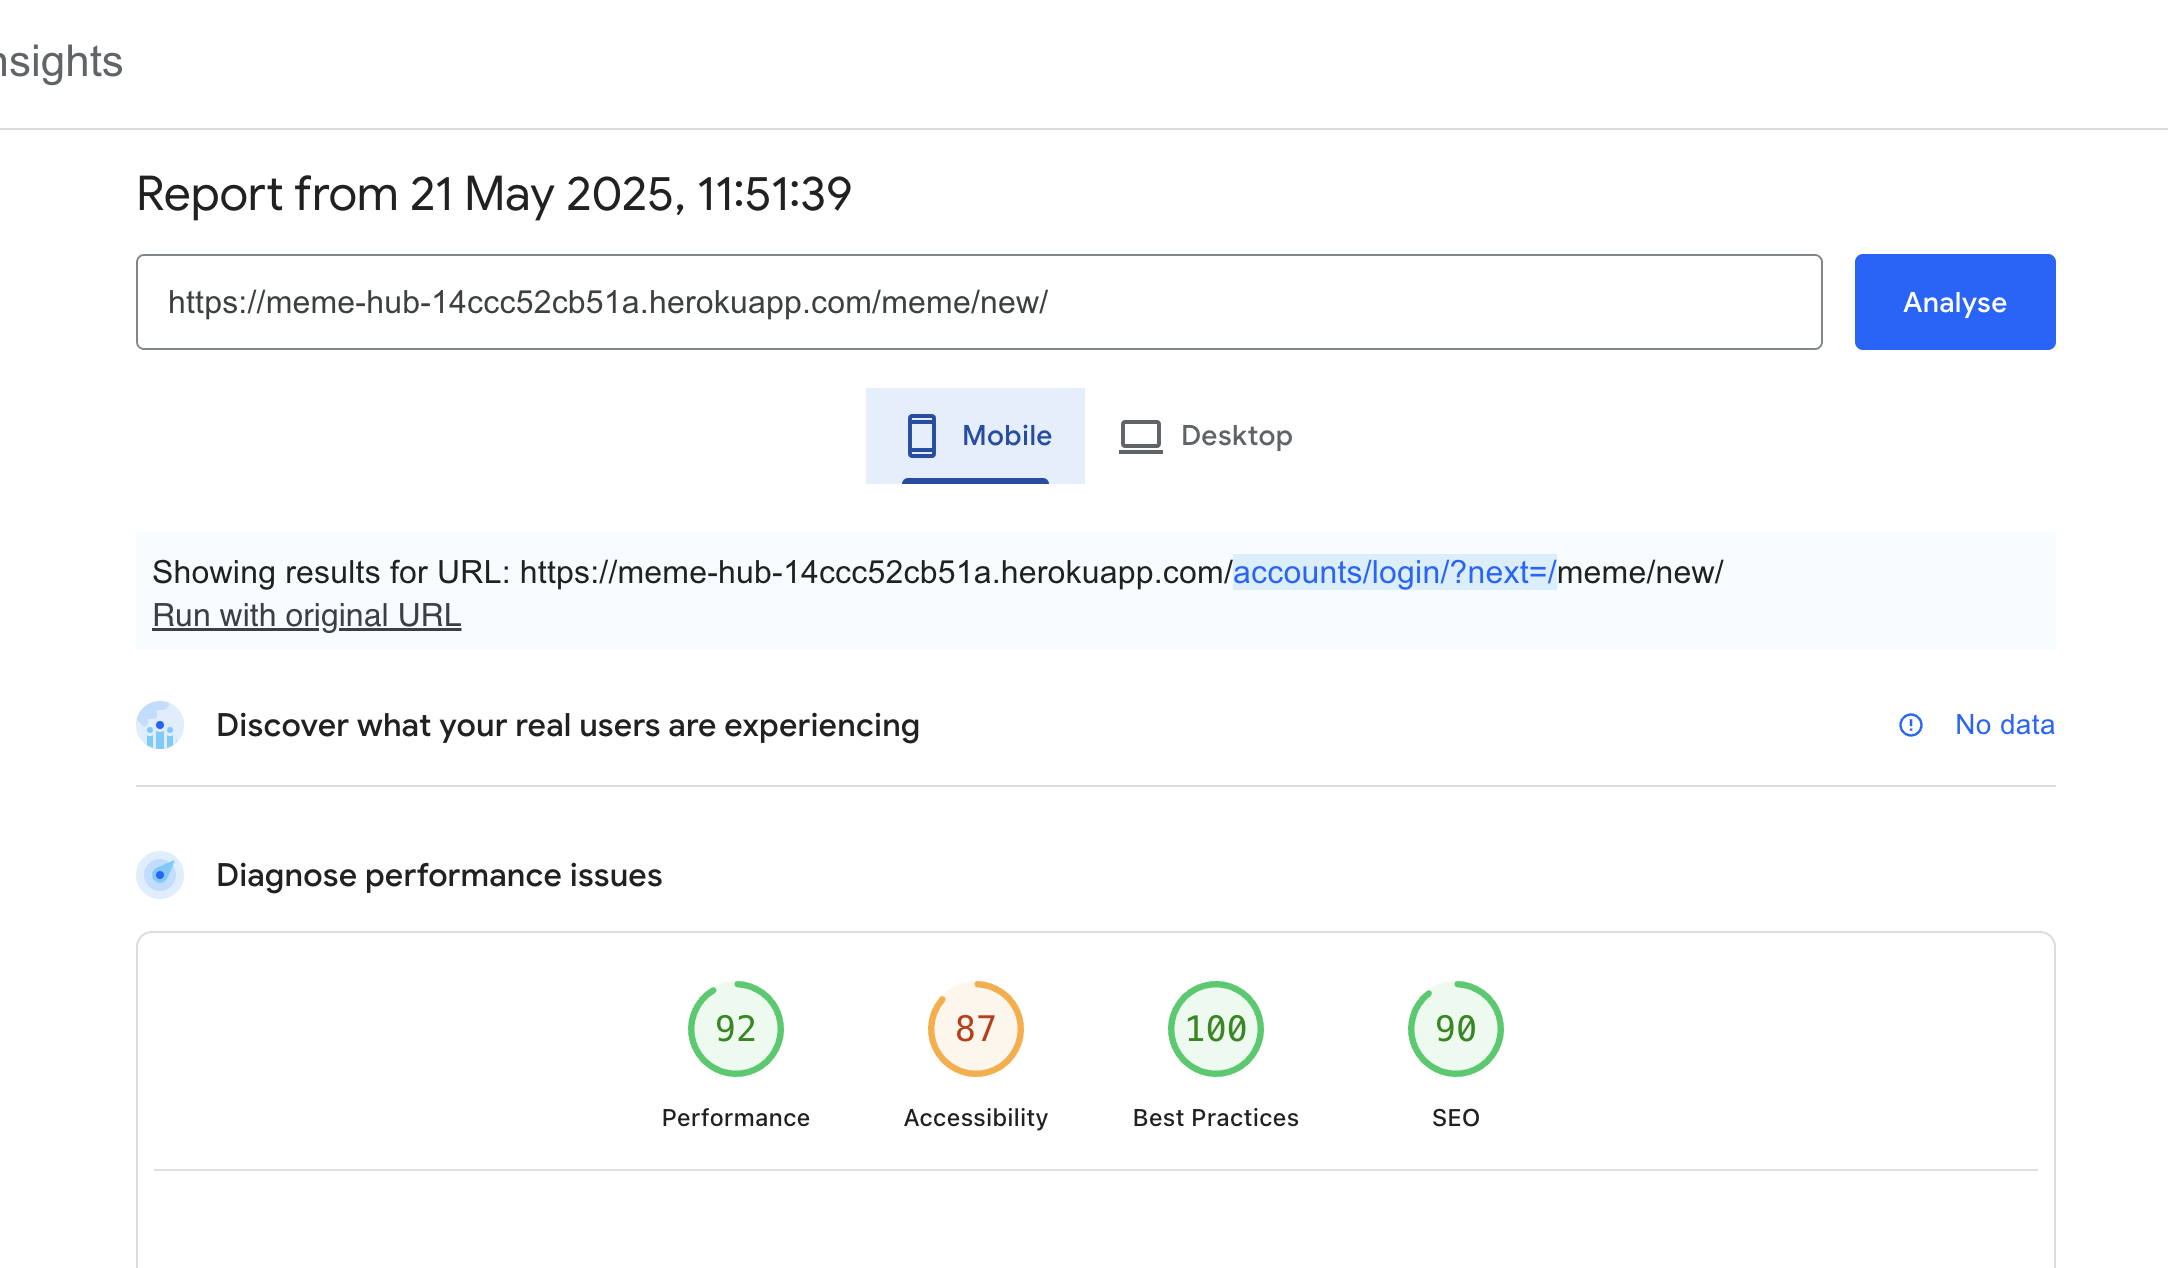 nsights
Report from 21 May 2025, 11:51:39
https://meme-hub-14ccc52cb51a.herokuapp.com/meme/new/
Analyse
Mobile
Desktop
Showing results for URL: https://meme-hub-14ccc52cb51a.herokuapp.com/accounts/login/?next=/meme/new/
Run with original URL
Discover what your real users are experiencing
No data
Diagnose performance issues
92
87
100
90
Performance
Accessibility
Best Practices
SEO